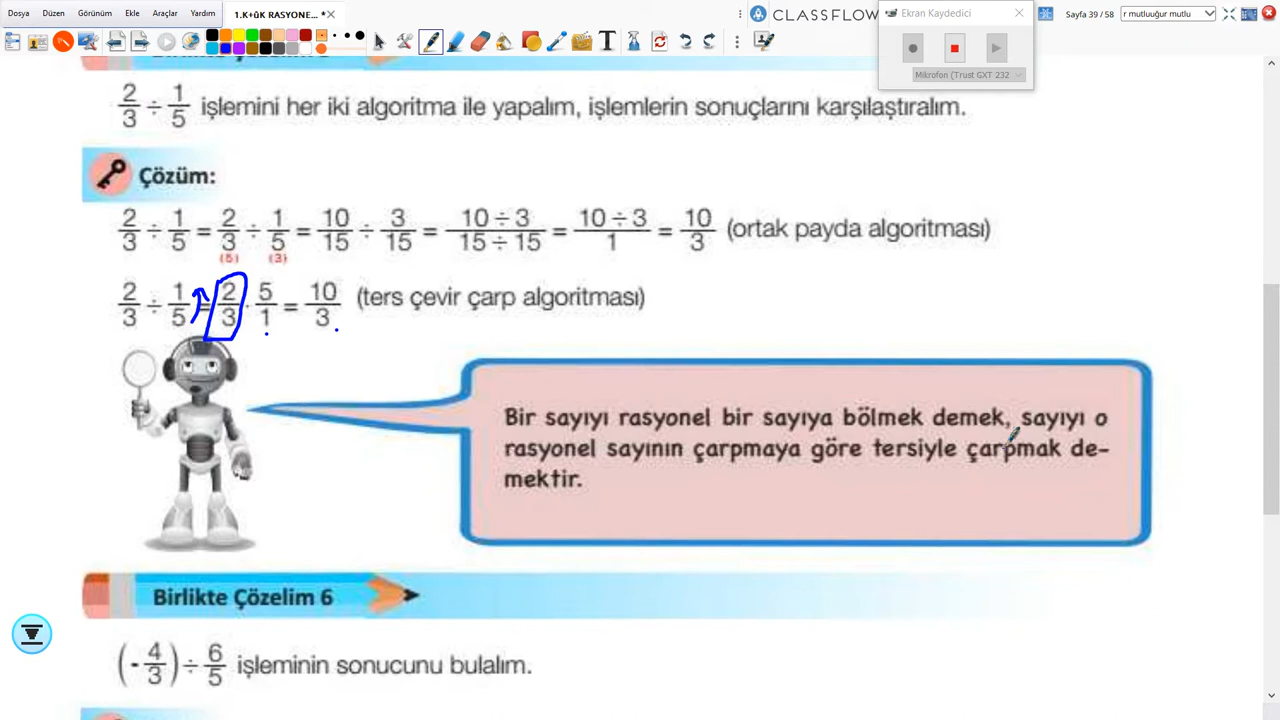 Dosya Düzen Görünüm Ekle Araçlar Yardım 1.K+ûK RASYONE... *
CLASSFLOW
Ekran Kaydedici
Sayfa 39 / 58
r mutluuğur mutlu
Mikrofon (Trust GXT 232
2/3 ÷ 1/5 işlemini her iki algoritma ile yapalım, işlemlerin sonuçlarını karşılaştıralım.
Çözüm:
2/3 ÷ 1/5 = 2/3 ÷ 1/5 = 10/15 ÷ 3/15 = 10 ÷ 3/15 ÷ 15 = 10 ÷ 3/1 = 10/3 (ortak payda algoritması)
(5) (3)
2/3 ÷ 1/5 = 2/3 · 5/1 = 10/3 (ters çevir çarp algoritması)
Bir sayıyı rasyonel bir sayıya bölmek demek, sayıyı o
rasyonel sayının çarpmaya göre tersiyle çarpmak de-
mektir.
Birlikte Çözelim 6
(-4/3) ÷ 6/5 işleminin sonucunu bulalım.